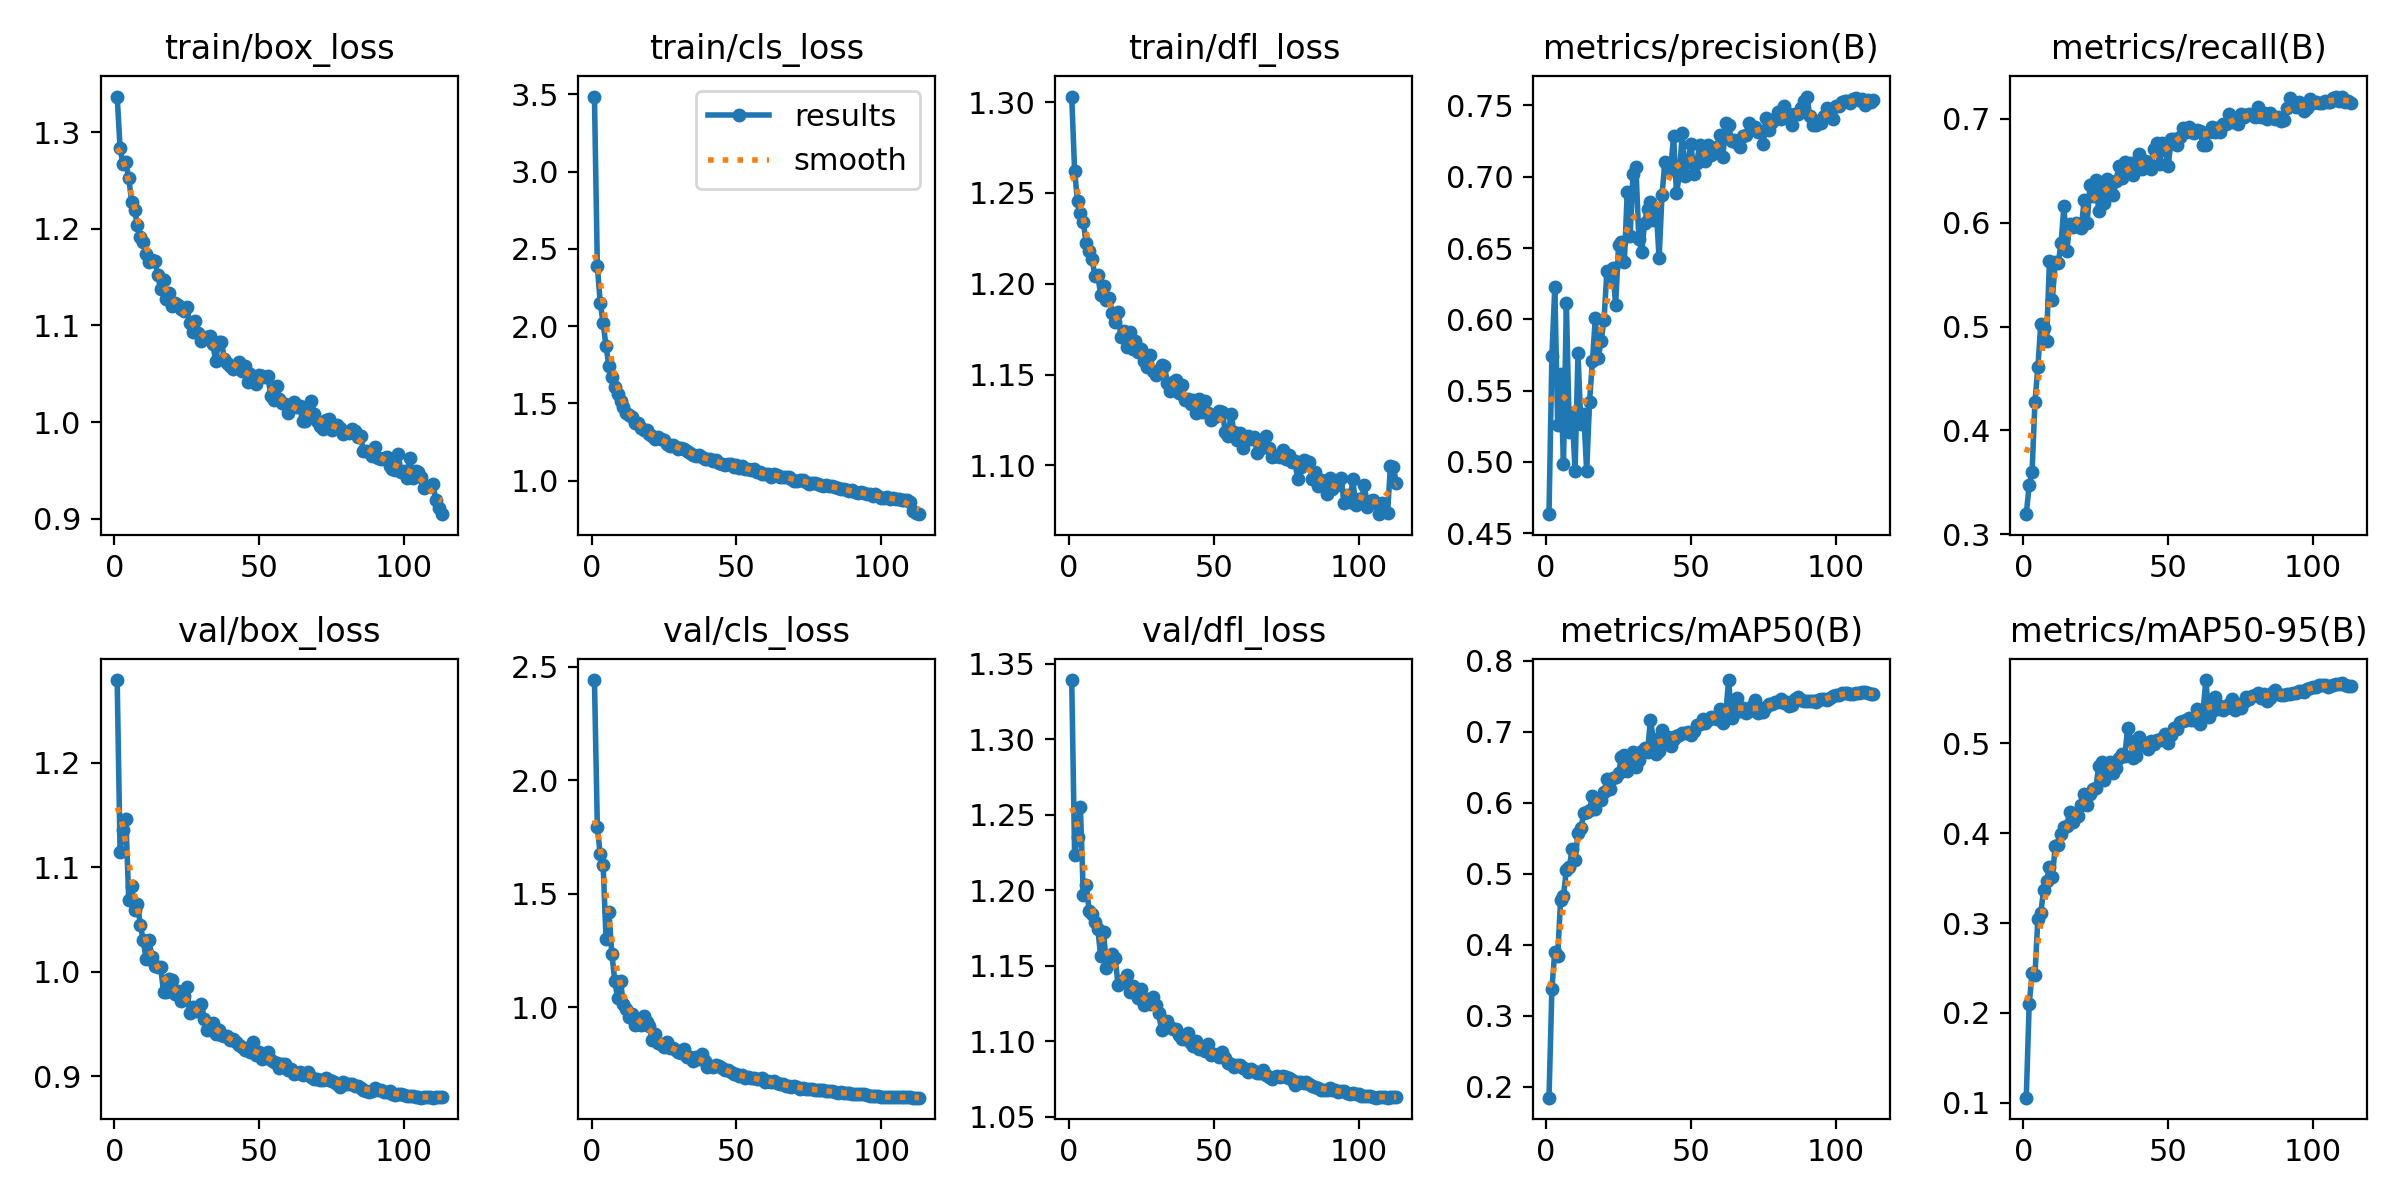 train/box_loss
1.3
1.2
1.1
1.0
0.9
0 50 100
train/cls_loss
results
smooth
3.5
3.0
2.5
2.0
1.5
1.0
0 50 100
train/dfl_loss
1.30
1.25
1.20
1.15
1.10
0 50 100
metrics/precision(B)
0.75
0.70
0.65
0.60
0.55
0.50
0.45
0 50 100
metrics/recall(B)
0.7
0.6
0.5
0.4
0.3
0 50 100
val/box_loss
1.2
1.1
1.0
0.9
0 50 100
val/cls_loss
2.5
2.0
1.5
1.0
0 50 100
val/dfl_loss
1.35
1.30
1.25
1.20
1.15
1.10
1.05
0 50 100
metrics/mAP50(B)
0.8
0.7
0.6
0.5
0.4
0.3
0.2
0 50 100
metrics/mAP50-95(B)
0.5
0.4
0.3
0.2
0.1
0 50 100